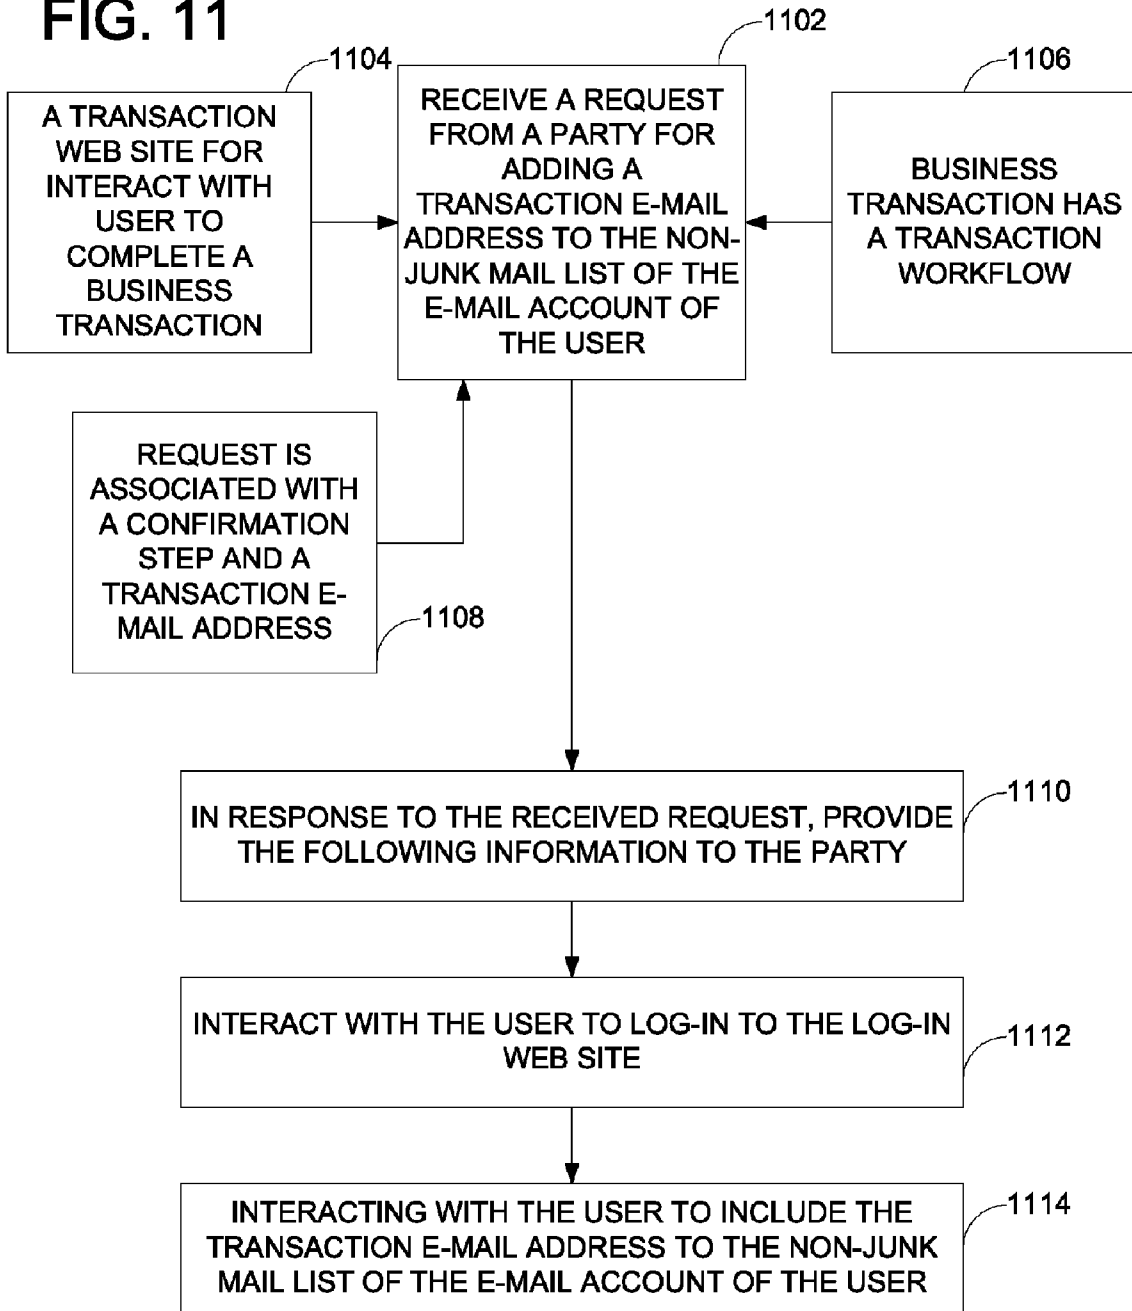 FIG. 11
1104
A TRANSACTION
WEB SITE FOR
INTERACT WITH
USER TO
COMPLETE A
BUSINESS
TRANSACTION
1102
RECEIVE A REQUEST
FROM A PARTY FOR
ADDING A
TRANSACTION E-MAIL
ADDRESS TO THE NON-
JUNK MAIL LIST OF THE
E-MAIL ACCOUNT OF
THE USER
1106
BUSINESS
TRANSACTION HAS
A TRANSACTION
WORKFLOW
REQUEST IS
ASSOCIATED WITH
A CONFIRMATION
STEP AND A
TRANSACTION E-
MAIL ADDRESS
1108
IN RESPONSE TO THE RECEIVED REQUEST, PROVIDE
THE FOLLOWING INFORMATION TO THE PARTY
1110
INTERACT WITH THE USER TO LOG-IN TO THE LOG-IN
WEB SITE
1112
INTERACTING WITH THE USER TO INCLUDE THE
TRANSACTION E-MAIL ADDRESS TO THE NON-JUNK
MAIL LIST OF THE E-MAIL ACCOUNT OF THE USER
1114